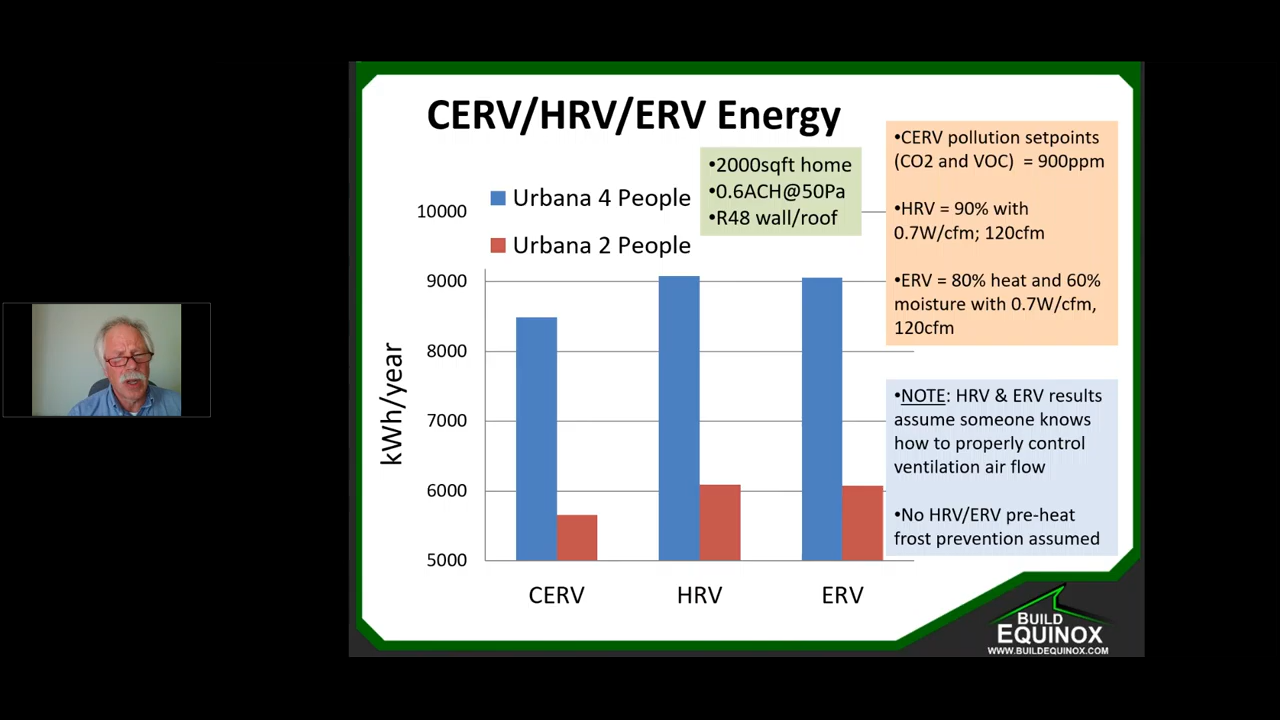 CERV/HRV/ERV Energy
•2000sqft home
•0.6ACH@50Pa
•R48 wall/roof
Urbana 4 People
Urbana 2 People
10000
9000
8000
7000
6000
5000
kWh/year
CERV
HRV
ERV
•CERV pollution setpoints
(CO2 and VOC) = 900ppm
•HRV = 90% with
0.7W/cfm; 120cfm
•ERV = 80% heat and 60%
moisture with 0.7W/cfm,
120cfm
•NOTE: HRV & ERV results
assume someone knows
how to properly control
ventilation air flow
•No HRV/ERV pre-heat
frost prevention assumed
BUILD
EQUINOX
WWW.BUILDEQUINOX.COM